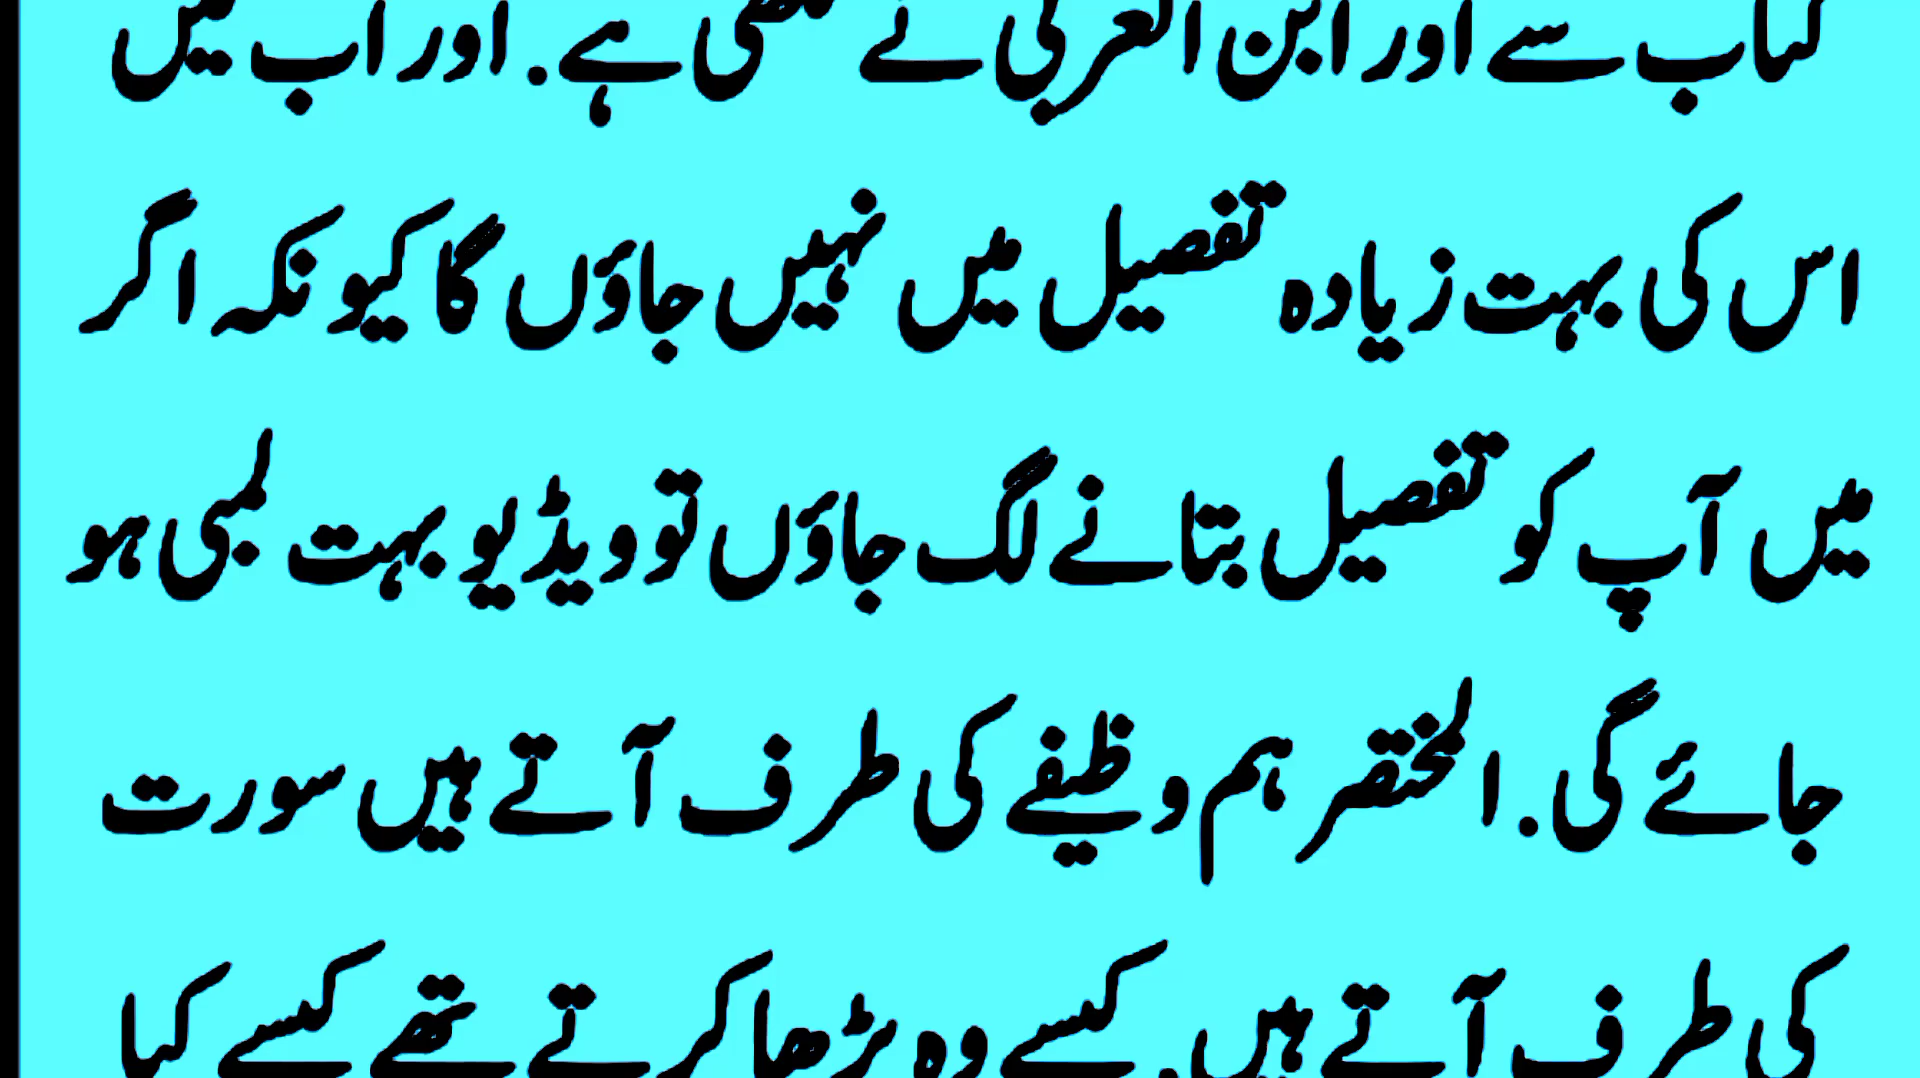 کتاب سے اور ابن العربی نے لکھی ہے. اور اب میں
اس کی بہت زیادہ تفصیل میں نہیں جاؤں گا کیونکہ اگر
میں آپ کو تفصیل بتانے لگ جاؤں تو ویڈیو بہت لمبی ہو
جائے گی. المختصر ہم وظیفے کی طرف آتے ہیں سورت
کی طرف آتے ہیں. کیسے وہ پڑھا کرتے تھے کیسے کیا